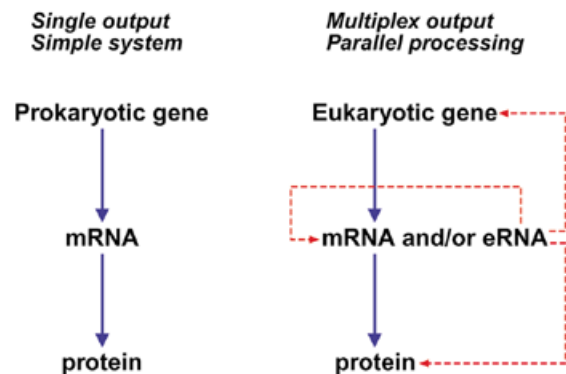 Single output
Simple system
Prokaryotic gene
mRNA
protein
Multiplex output
Parallel processing
Eukaryotic gene
mRNA and/or eRNA
protein